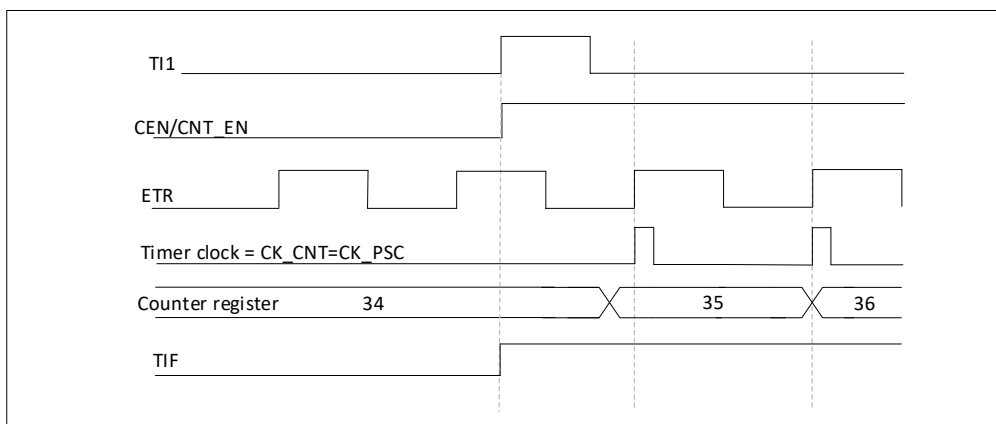 TI1
CEN/CNT_EN
ETR
Timer clock = CK_CNT=CK_PSC
Counter register 34 35 36
TIF